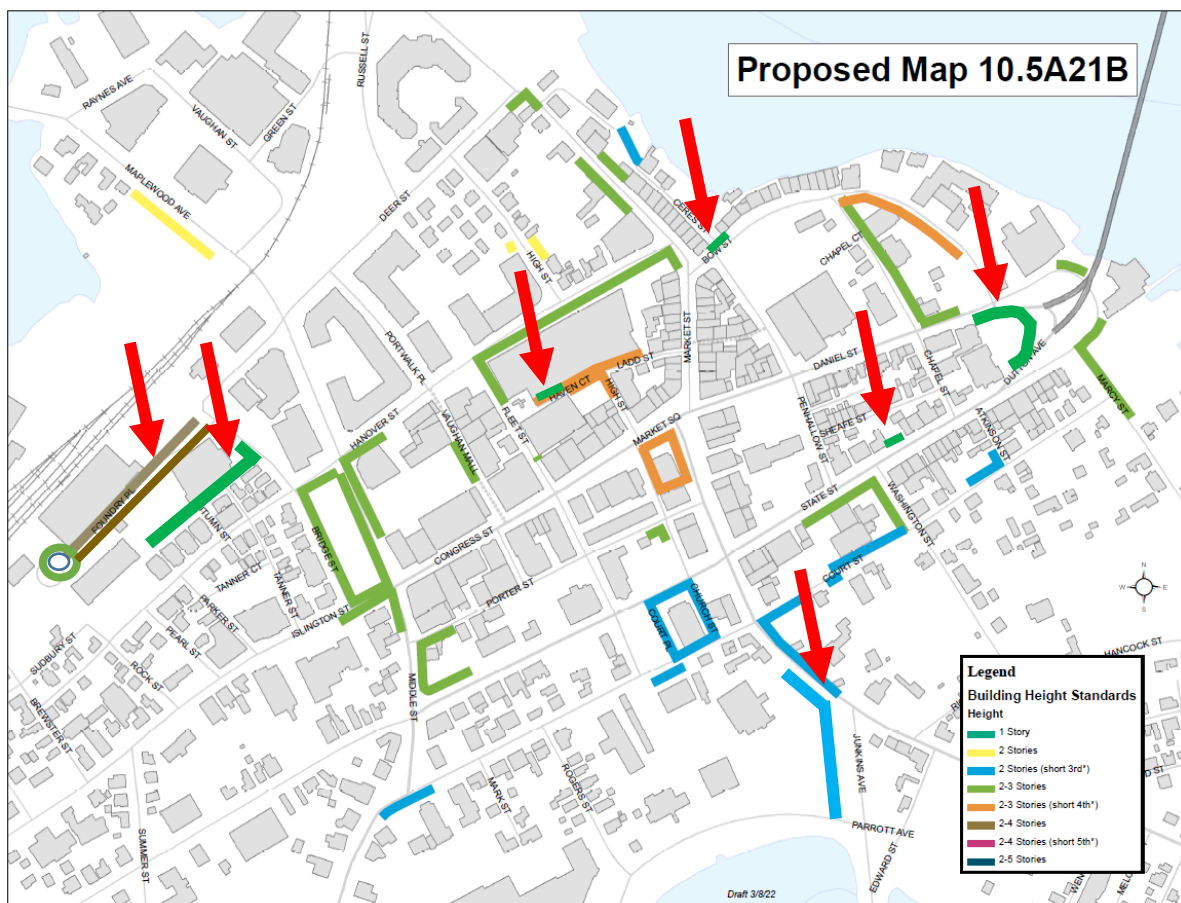 Proposed Map 10.5A21B
RUSSELL ST
RAYNES AVE
VAUGHAN ST
GREEN ST
MAPLEWOOD AVE
DEER ST
CERES ST
BOW ST
HIGH ST
CHAPEL CT
PORTWALK PL
MARKET ST
LADD ST
HAVEN CT
HIGH ST
DANIEL ST
CHAPEL ST
DUTTON AVE
MARCY ST
HANOVER ST
VAUGHAN MALL
FLEET ST
MARKET SQ
PENHALLOW ST
SHEAFE ST
ATKINSON ST
FOUNDRY PL
TUMN ST
BRIDGE ST
CONGRESS ST
STATE ST
WASHINGTON ST
TANNER CT
TANNER ST
ISLINGTON ST
PORTER ST
COURT ST
CHURCH ST
COURT PL
PARKER ST
PEARL ST
SUDBURY ST
ROCK ST
BREWSTER ST
MIDDLE ST
N
W
E
S
HANCOCK ST
MARK ST
ROGERS ST
JUNKINS AVE
SUMMER ST
PARROTT AVE
EDWARD ST
Legend
Building Height Standards
Height
1 Story
2 Stories
2 Stories (short 3rd*)
2-3 Stories
2-3 Stories (short 4th*)
2-4 Stories
2-4 Stories (short 5th*)
2-5 Stories
D ST
WEN
MELC
Draft 3/8/22